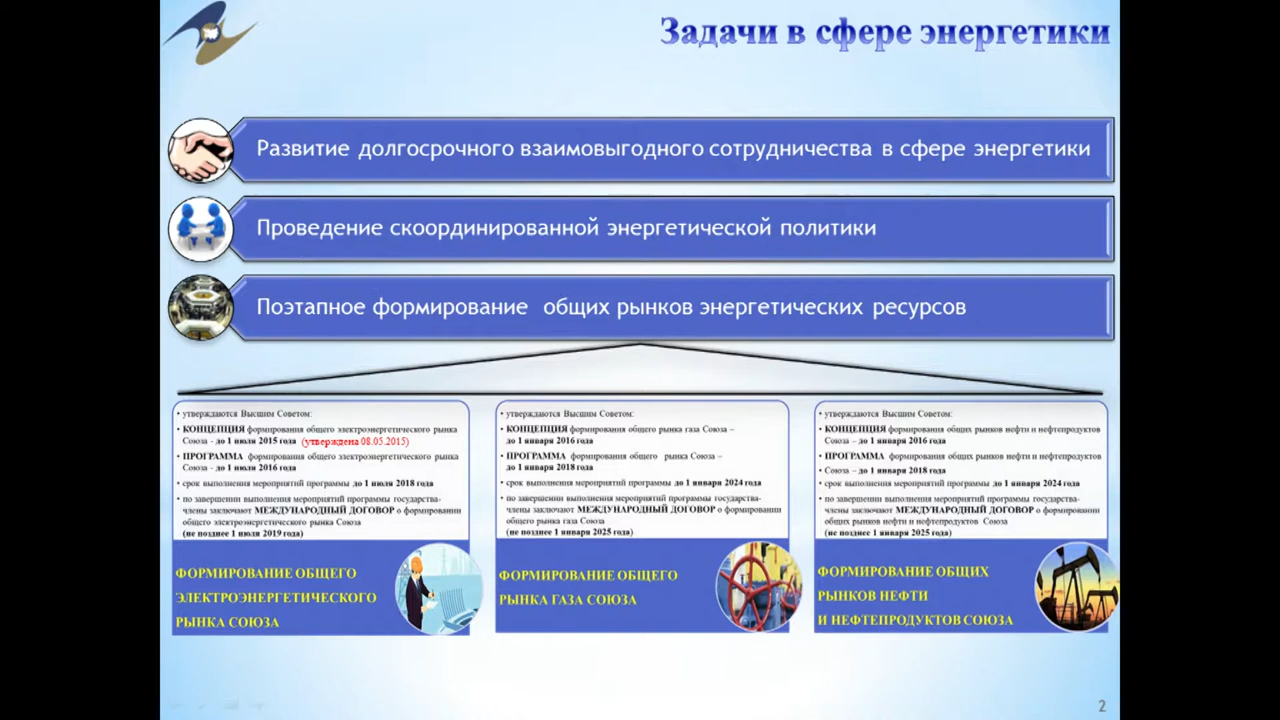 Задачи в сфере энергетики
Развитие долгосрочного взаимовыгодного сотрудничества в сфере энергетики
Проведение скоординированной энергетической политики
Поэтапное формирование общих рынков энергетических ресурсов
• утверждаются Высшим Советом:
• КОНЦЕПЦИЯ формирования общего электроэнергетического рынка
Союза - до 1 июля 2015 года (утверждена 08.05.2015)
• ПРОГРАММА формирования общего электроэнергетического рынка
Союза - до 1 июля 2016 года
• срок выполнения мероприятий программы до 1 июля 2018 года
• по завершении выполнения мероприятий программы государства-
члены заключают МЕЖДУНАРОДНЫЙ ДОГОВОР о формировании
общего электроэнергетического рынка Союза
(не позднее 1 июля 2019 года)
ФОРМИРОВАНИЕ ОБЩЕГО
ЭЛЕКТРОЭНЕРГЕТИЧЕСКОГО
РЫНКА СОЮЗА
• утверждаются Высшим Советом:
• КОНЦЕПЦИЯ формирования общего рынка газа Союза –
до 1 января 2016 года
• ПРОГРАММА формирования общего рынка газа Союза –
до 1 января 2018 года
• срок выполнения мероприятий программы до 1 января 2024 года
• по завершении выполнения мероприятий программы государства-
члены заключают МЕЖДУНАРОДНЫЙ ДОГОВОР о формировании
общего рынка газа Союза
(не позднее 1 января 2025 года)
ФОРМИРОВАНИЕ ОБЩЕГО
РЫНКА ГАЗА СОЮЗА
• утверждаются Высшим Советом:
• КОНЦЕПЦИЯ формирования общих рынков нефти и нефтепродуктов
Союза – до 1 января 2016 года
• ПРОГРАММА формирования общих рынков нефти и нефтепродуктов
• Союза – до 1 января 2018 года
• срок выполнения мероприятий программы до 1 января 2024 года
• по завершении выполнения мероприятий программы государства-
члены заключают МЕЖДУНАРОДНЫЙ ДОГОВОР о формировании
общих рынков нефти и нефтепродуктов Союза
(не позднее 1 января 2025 года)
ФОРМИРОВАНИЕ ОБЩИХ
РЫНКОВ НЕФТИ
И НЕФТЕПРОДУКТОВ СОЮЗА
2